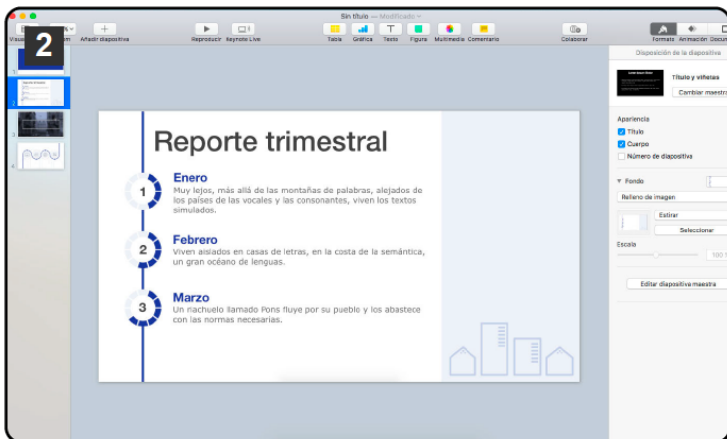 Sin título — Modificado
2
Añadir diapositiva
Reproducir
Keynote Live
Tabla
Gráfica
Texto
Figura
Multimedia
Comentario
Colaborar
Formato
Animación
Disposición de la diapositiva
Título y viñetas
Cambiar maestra
Apariencia
Título
Cuerpo
Número de diapositiva
Fondo
Relleno de imagen
Estirar
Seleccionar
Escala
100
Editar diapositiva maestra
Reporte trimestral
1
Enero
Muy lejos, más allá de las montañas de palabras, alejados de
los países de las vocales y las consonantes, viven los textos
simulados.
2
Febrero
Viven aislados en casas de letras, en la costa de la semántica,
un gran océano de lenguas.
3
Marzo
Un riachuelo llamado Pons fluye por su pueblo y los abastece
con las normas necesarias.